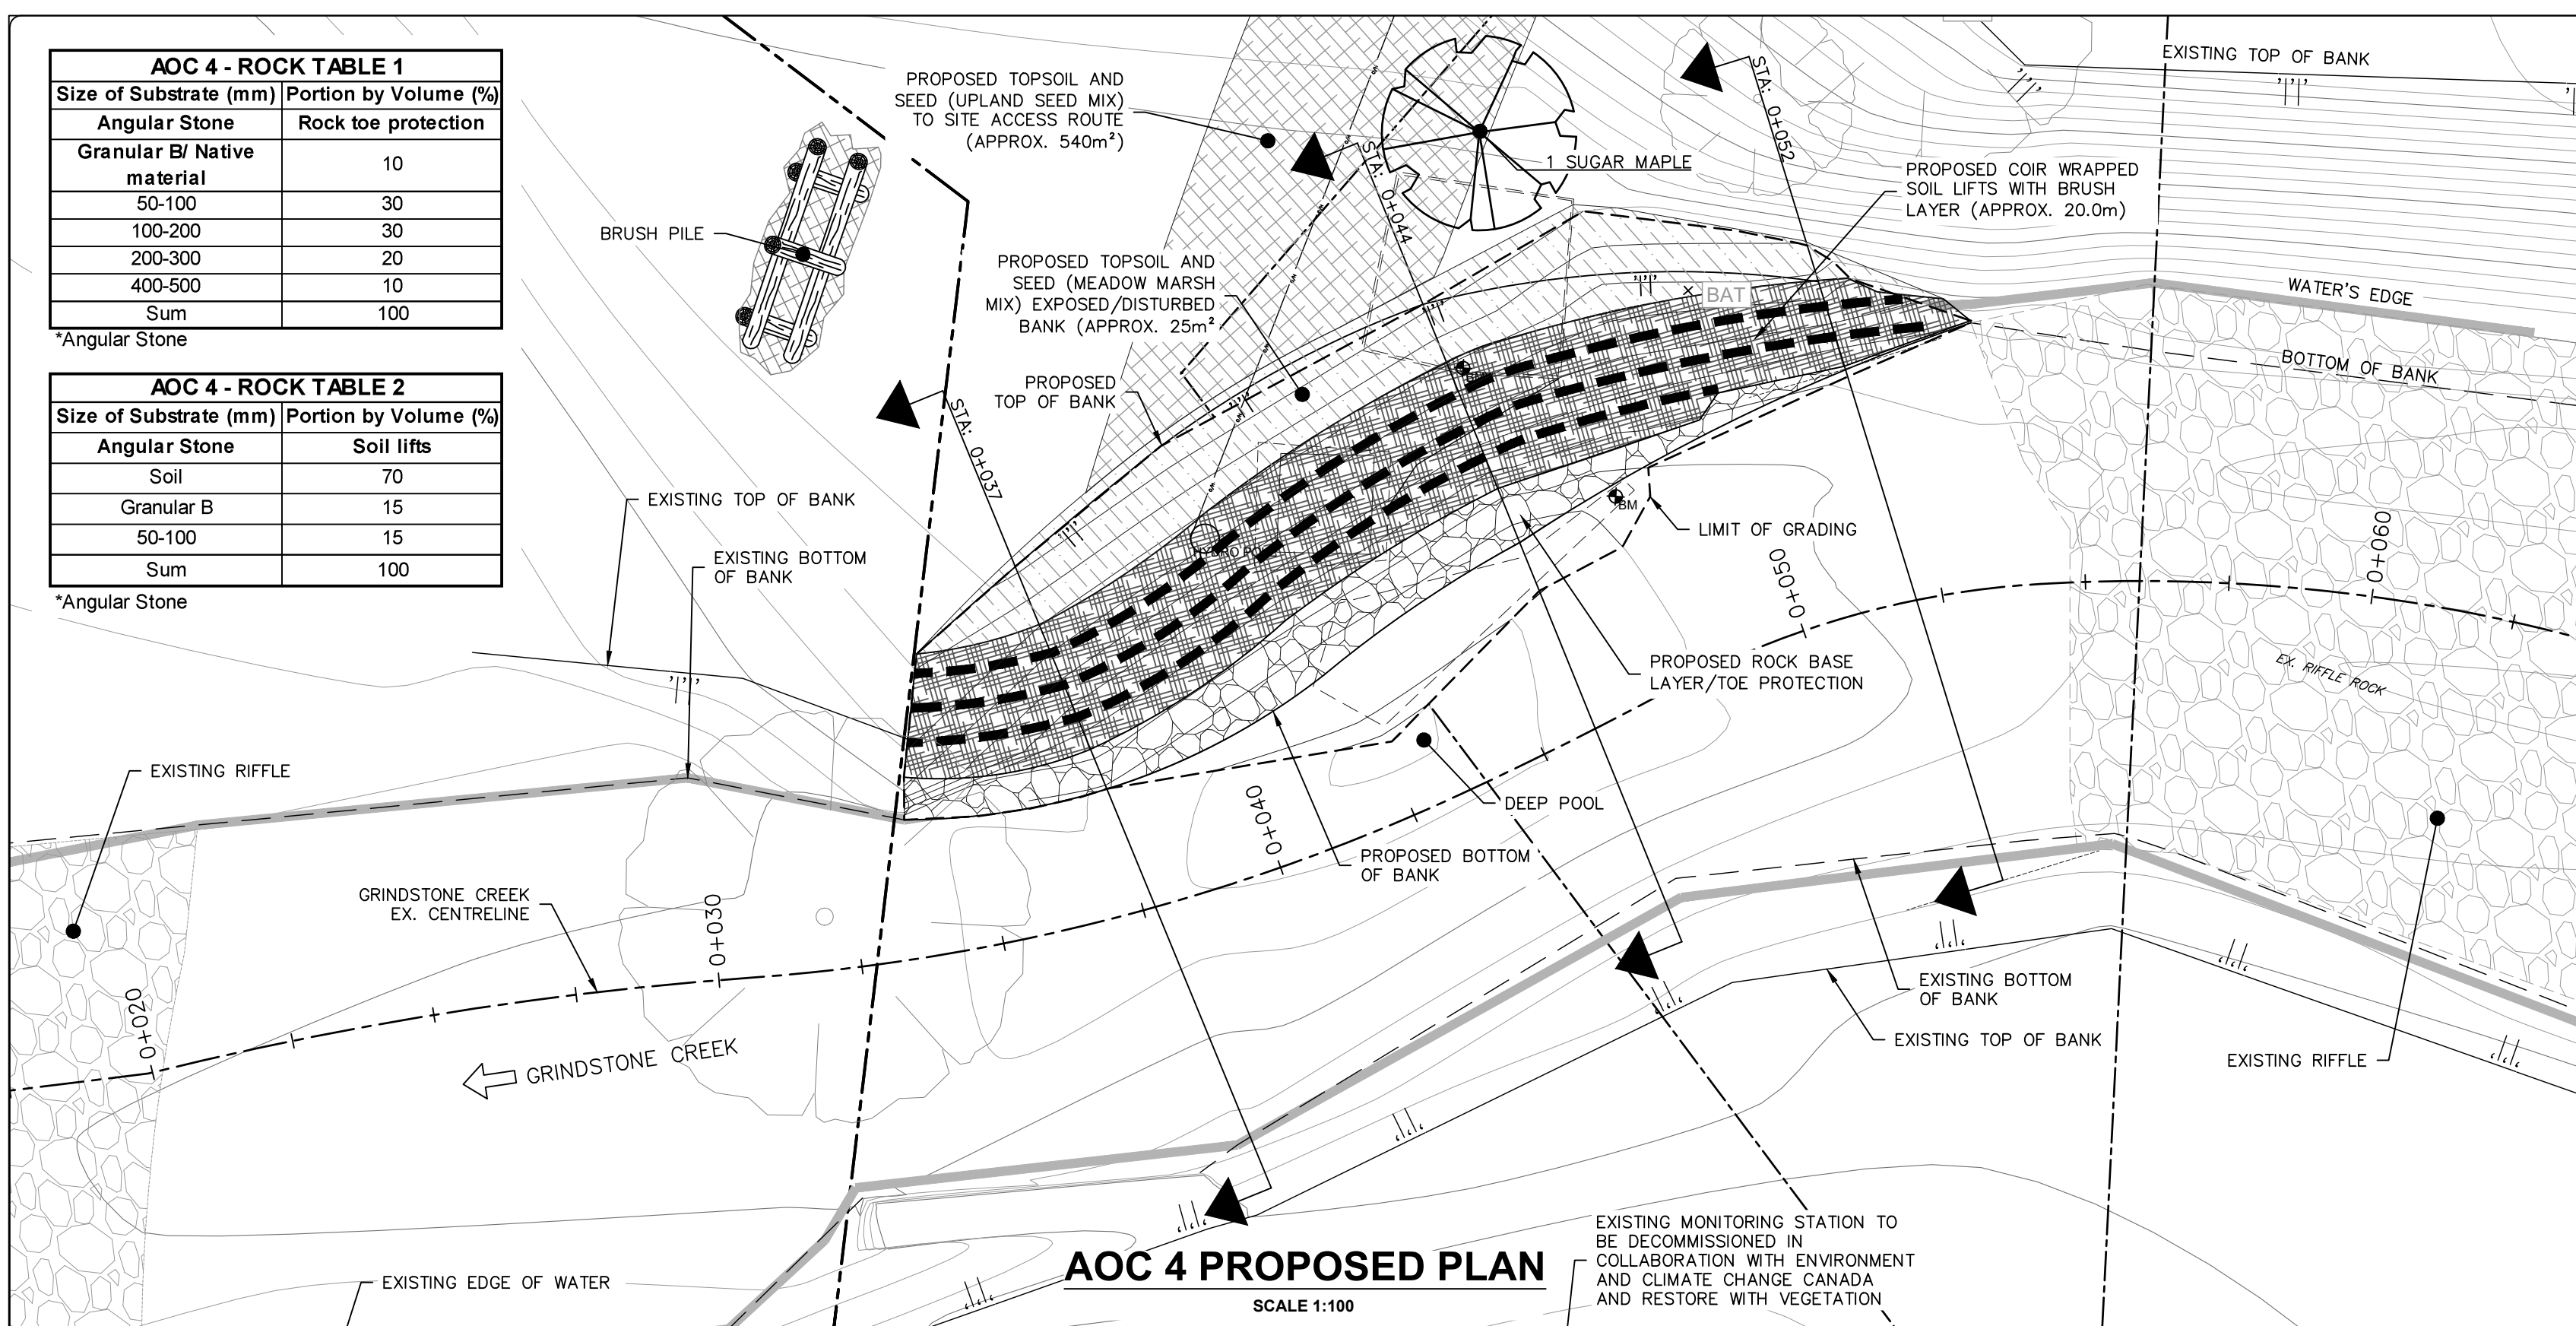 AOC 4 - ROCK TABLE 1
Size of Substrate (mm) Portion by Volume (%)
Angular Stone Rock toe protection
Granular B/ Native
material 10
50-100 30
100-200 30
200-300 20
400-500 10
Sum 100
*Angular Stone
AOC 4 - ROCK TABLE 2
Size of Substrate (mm) Portion by Volume (%)
Angular Stone Soil lifts
Soil 70
Granular B 15
50-100 15
Sum 100
*Angular Stone
BRUSH PILE
PROPOSED TOPSOIL AND
SEED (UPLAND SEED MIX)
TO SITE ACCESS ROUTE
(APPROX. 540m²)
PROPOSED TOPSOIL AND
SEED (MEADOW MARSH
MIX) EXPOSED/DISTURBED
BANK (APPROX. 25m²
PROPOSED
TOP OF BANK
STA: 0+037
STA: 0+044
STA: 0+052
1 SUGAR MAPLE
PROPOSED COIR WRAPPED
SOIL LIFTS WITH BRUSH
LAYER (APPROX. 20.0m)
EXISTING TOP OF BANK
WATER'S EDGE
BOTTOM OF BANK
BAT
BM
LIMIT OF GRADING
EXISTING TOP OF BANK
EXISTING BOTTOM
OF BANK
PROPOSED ROCK BASE
LAYER/TOE PROTECTION
0+050
0+060
EX. RIFFLE ROCK
EXISTING RIFFLE
DEEP POOL
0+040
PROPOSED BOTTOM
OF BANK
GRINDSTONE CREEK
EX. CENTRELINE
0+030
0+020
GRINDSTONE CREEK
EXISTING BOTTOM
OF BANK
EXISTING TOP OF BANK
EXISTING RIFFLE
EXISTING EDGE OF WATER
AOC 4 PROPOSED PLAN
SCALE 1:100
EXISTING MONITORING STATION TO
BE DECOMMISSIONED IN
COLLABORATION WITH ENVIRONMENT
AND CLIMATE CHANGE CANADA
AND RESTORE WITH VEGETATION